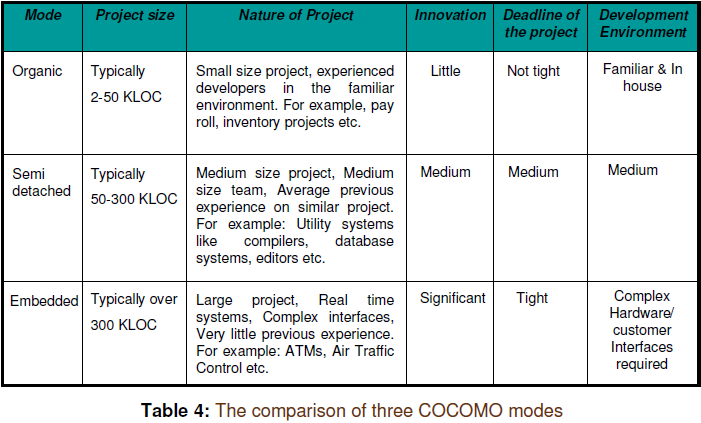 Mode Project size Nature of Project Innovation Deadline of the project Development Environment
Organic
Typically
2-50 KLOC
Small size project, experienced
developers in the familiar
environment. For example, pay
roll, inventory projects etc.
Little
Not tight
Familiar & In
house
Semi
detached
Typically
50-300 KLOC
Medium size project, Medium
size team, Average previous
experience on similar project.
For example: Utility systems
like compilers, database
systems, editors etc.
Medium
Medium
Medium
Embedded
Typically over
300 KLOC
Large project, Real time
systems, Complex interfaces,
Very little previous experience.
For example: ATMs, Air Traffic
Control etc.
Significant
Tight
Complex
Hardware/
customer
Interfaces
required
Table 4: The comparison of three COCOMO modes